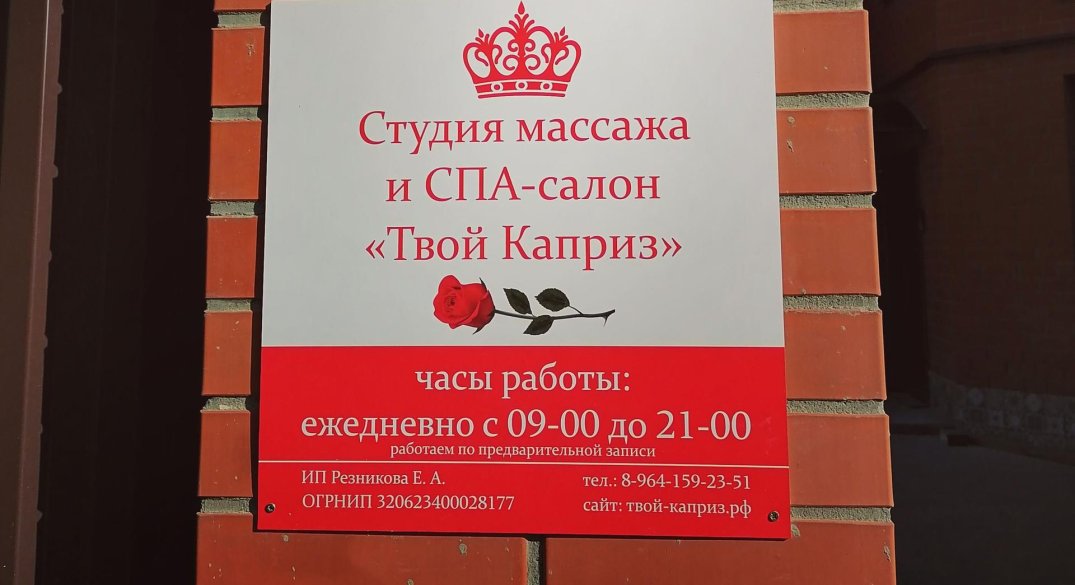 Студия массажа
и СПА-салон
«Твой Каприз»
часы работы:
ежедневно с 09-00 до 21-00
работаем по предварительной записи
ИП Резникова Е. А.
ОГРНИП 320623400028177
тел.: 8-964-159-23-51
сайт: твой-каприз.рф